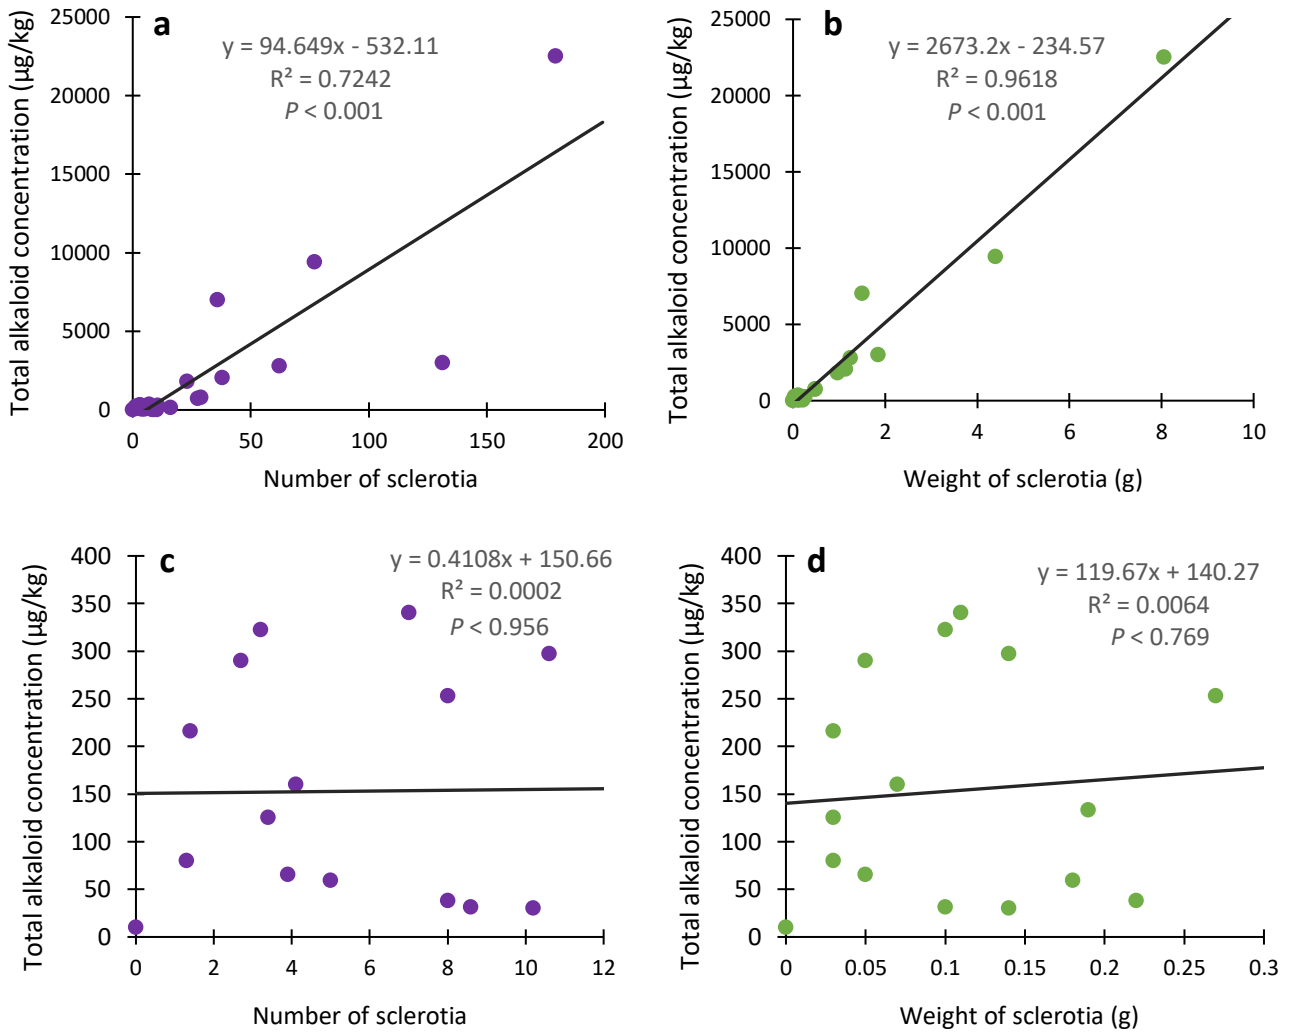 a
y = 94.649x - 532.11
R² = 0.7242
P < 0.001
Total alkaloid concentration (µg/kg)
25000
20000
15000
10000
5000
0
0 50 100 150 200
Number of sclerotia
b
y = 2673.2x - 234.57
R² = 0.9618
P < 0.001
Total alkaloid concentration (µg/kg)
25000
20000
15000
10000
5000
0
0 2 4 6 8 10
Weight of sclerotia (g)
c
y = 0.4108x + 150.66
R² = 0.0002
P < 0.956
Total alkaloid concentration (µg/kg)
400
350
300
250
200
150
100
50
0
0 2 4 6 8 10 12
Number of sclerotia
d
y = 119.67x + 140.27
R² = 0.0064
P < 0.769
Total alkaloid concentration (µg/kg)
400
350
300
250
200
150
100
50
0
0 0.05 0.1 0.15 0.2 0.25 0.3
Weight of sclerotia (g)